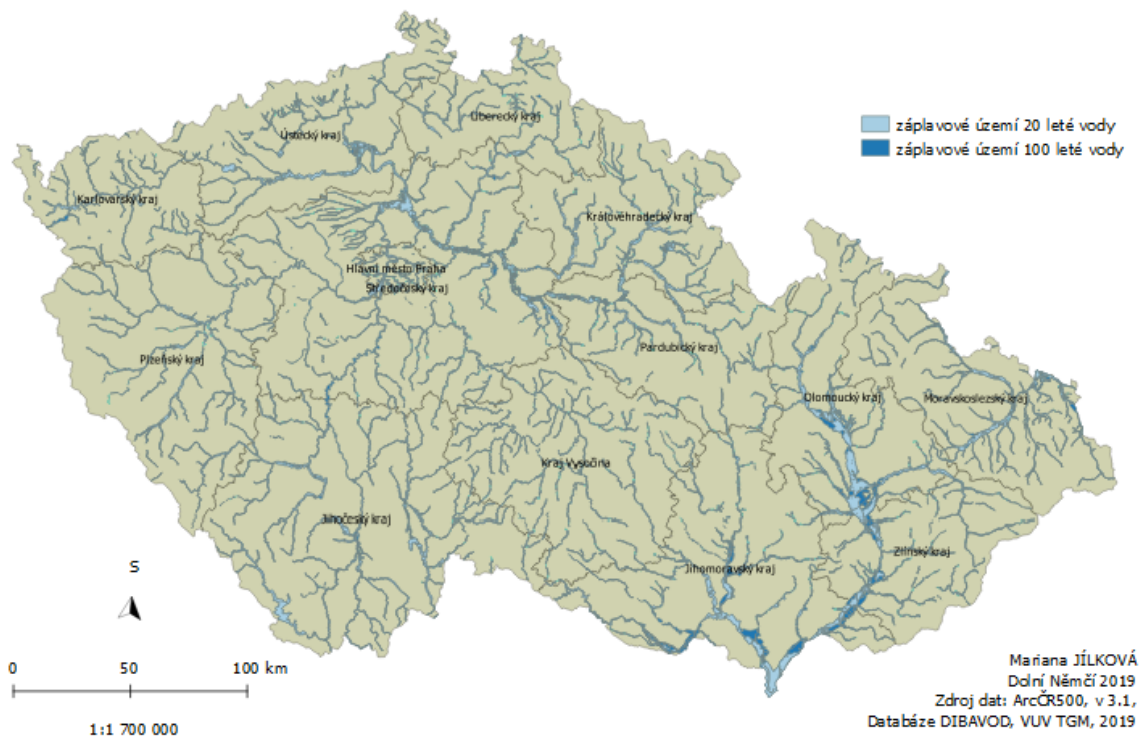 záplavové území 20 leté vody
záplavové území 100 leté vody
Ústecký kraj
Liberecký kraj
Karlovarský kraj
Královéhradecký kraj
Hlavní město Praha
Středočeský kraj
Plzeňský kraj
Pardubický kraj
Olomoucký kraj
Moravskoslezský kraj
Kraj Vysočina
Jihočeský kraj
Zlínský kraj
Jihomoravský kraj
S
0 50 100 km
1:1 700 000
Mariana JÍLKOVÁ
Dolní Němčí 2019
Zdroj dat: ArcČR500, v 3.1,
Databáze DIBAVOD, VUV TGM, 2019